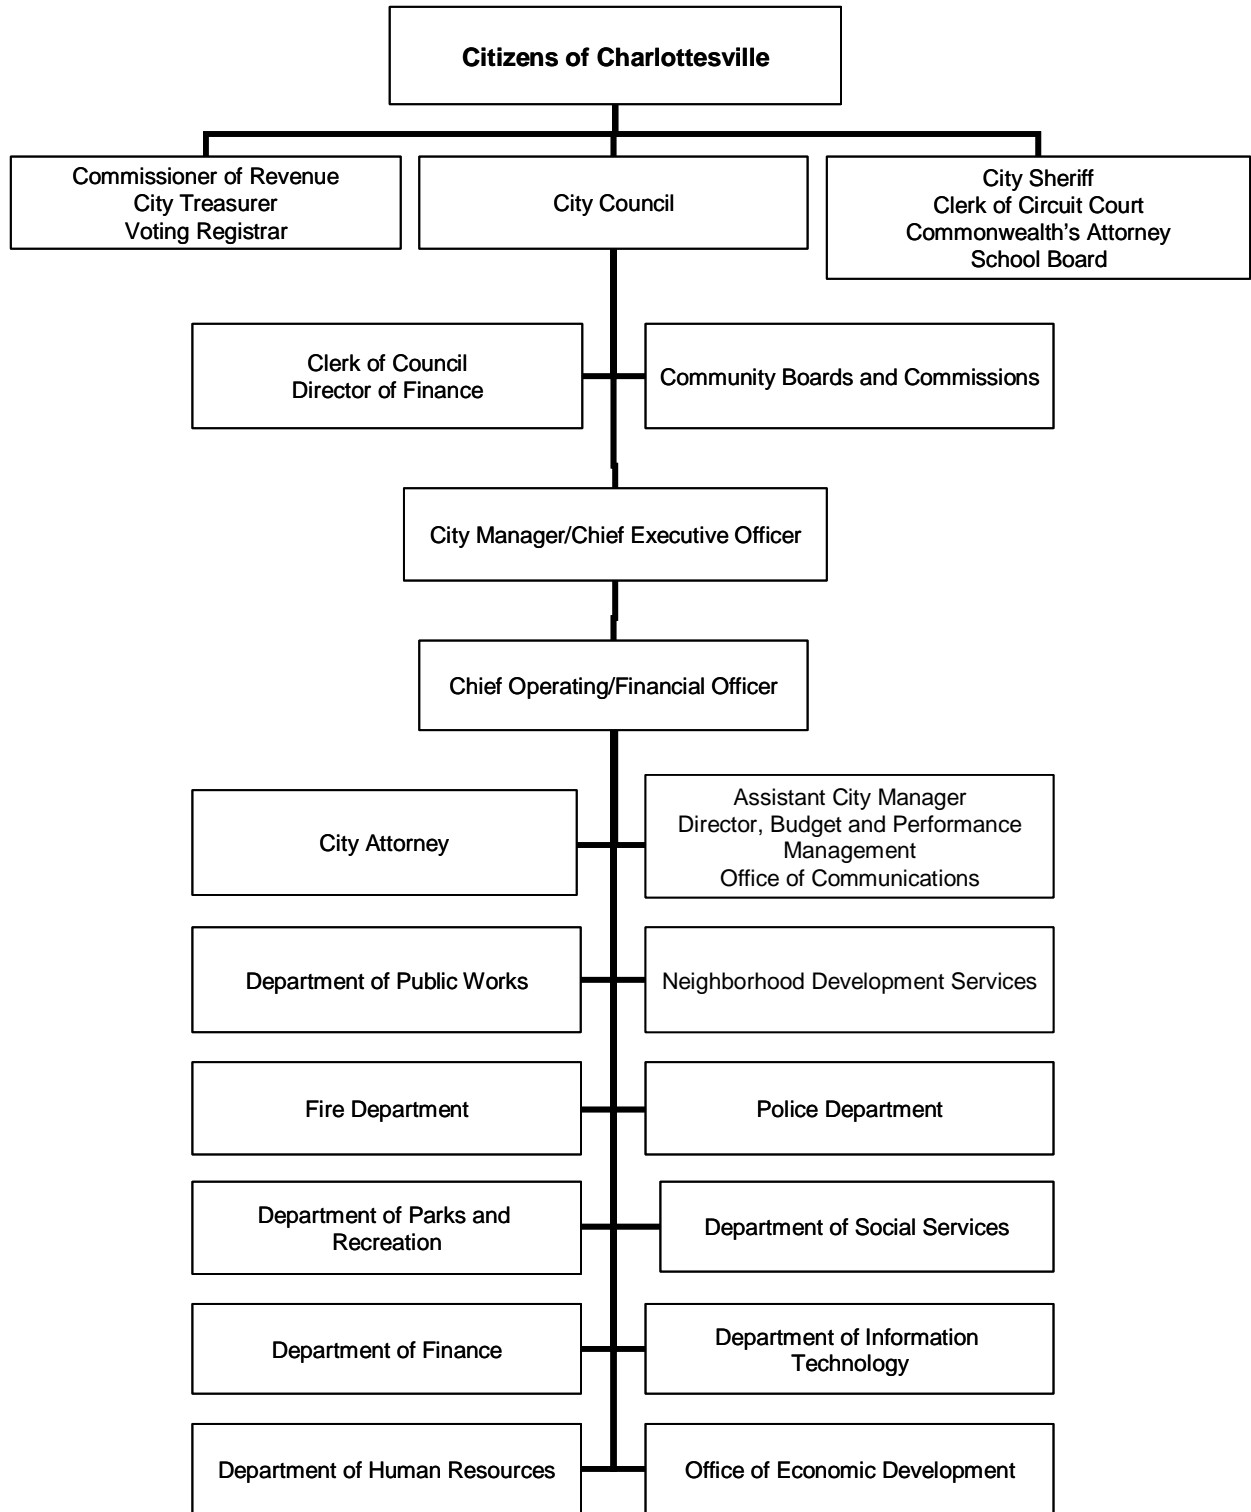 Citizens of Charlottesville
Commissioner of Revenue
City Treasurer
Voting Registrar
City Council
City Sheriff
Clerk of Circuit Court
Commonwealth's Attorney
School Board
Clerk of Council
Director of Finance
Community Boards and Commissions
City Manager/Chief Executive Officer
Chief Operating/Financial Officer
City Attorney
Assistant City Manager
Director, Budget and Performance
Management
Office of Communications
Department of Public Works
Neighborhood Development Services
Fire Department
Police Department
Department of Parks and
Recreation
Department of Social Services
Department of Finance
Department of Information
Technology
Department of Human Resources
Office of Economic Development